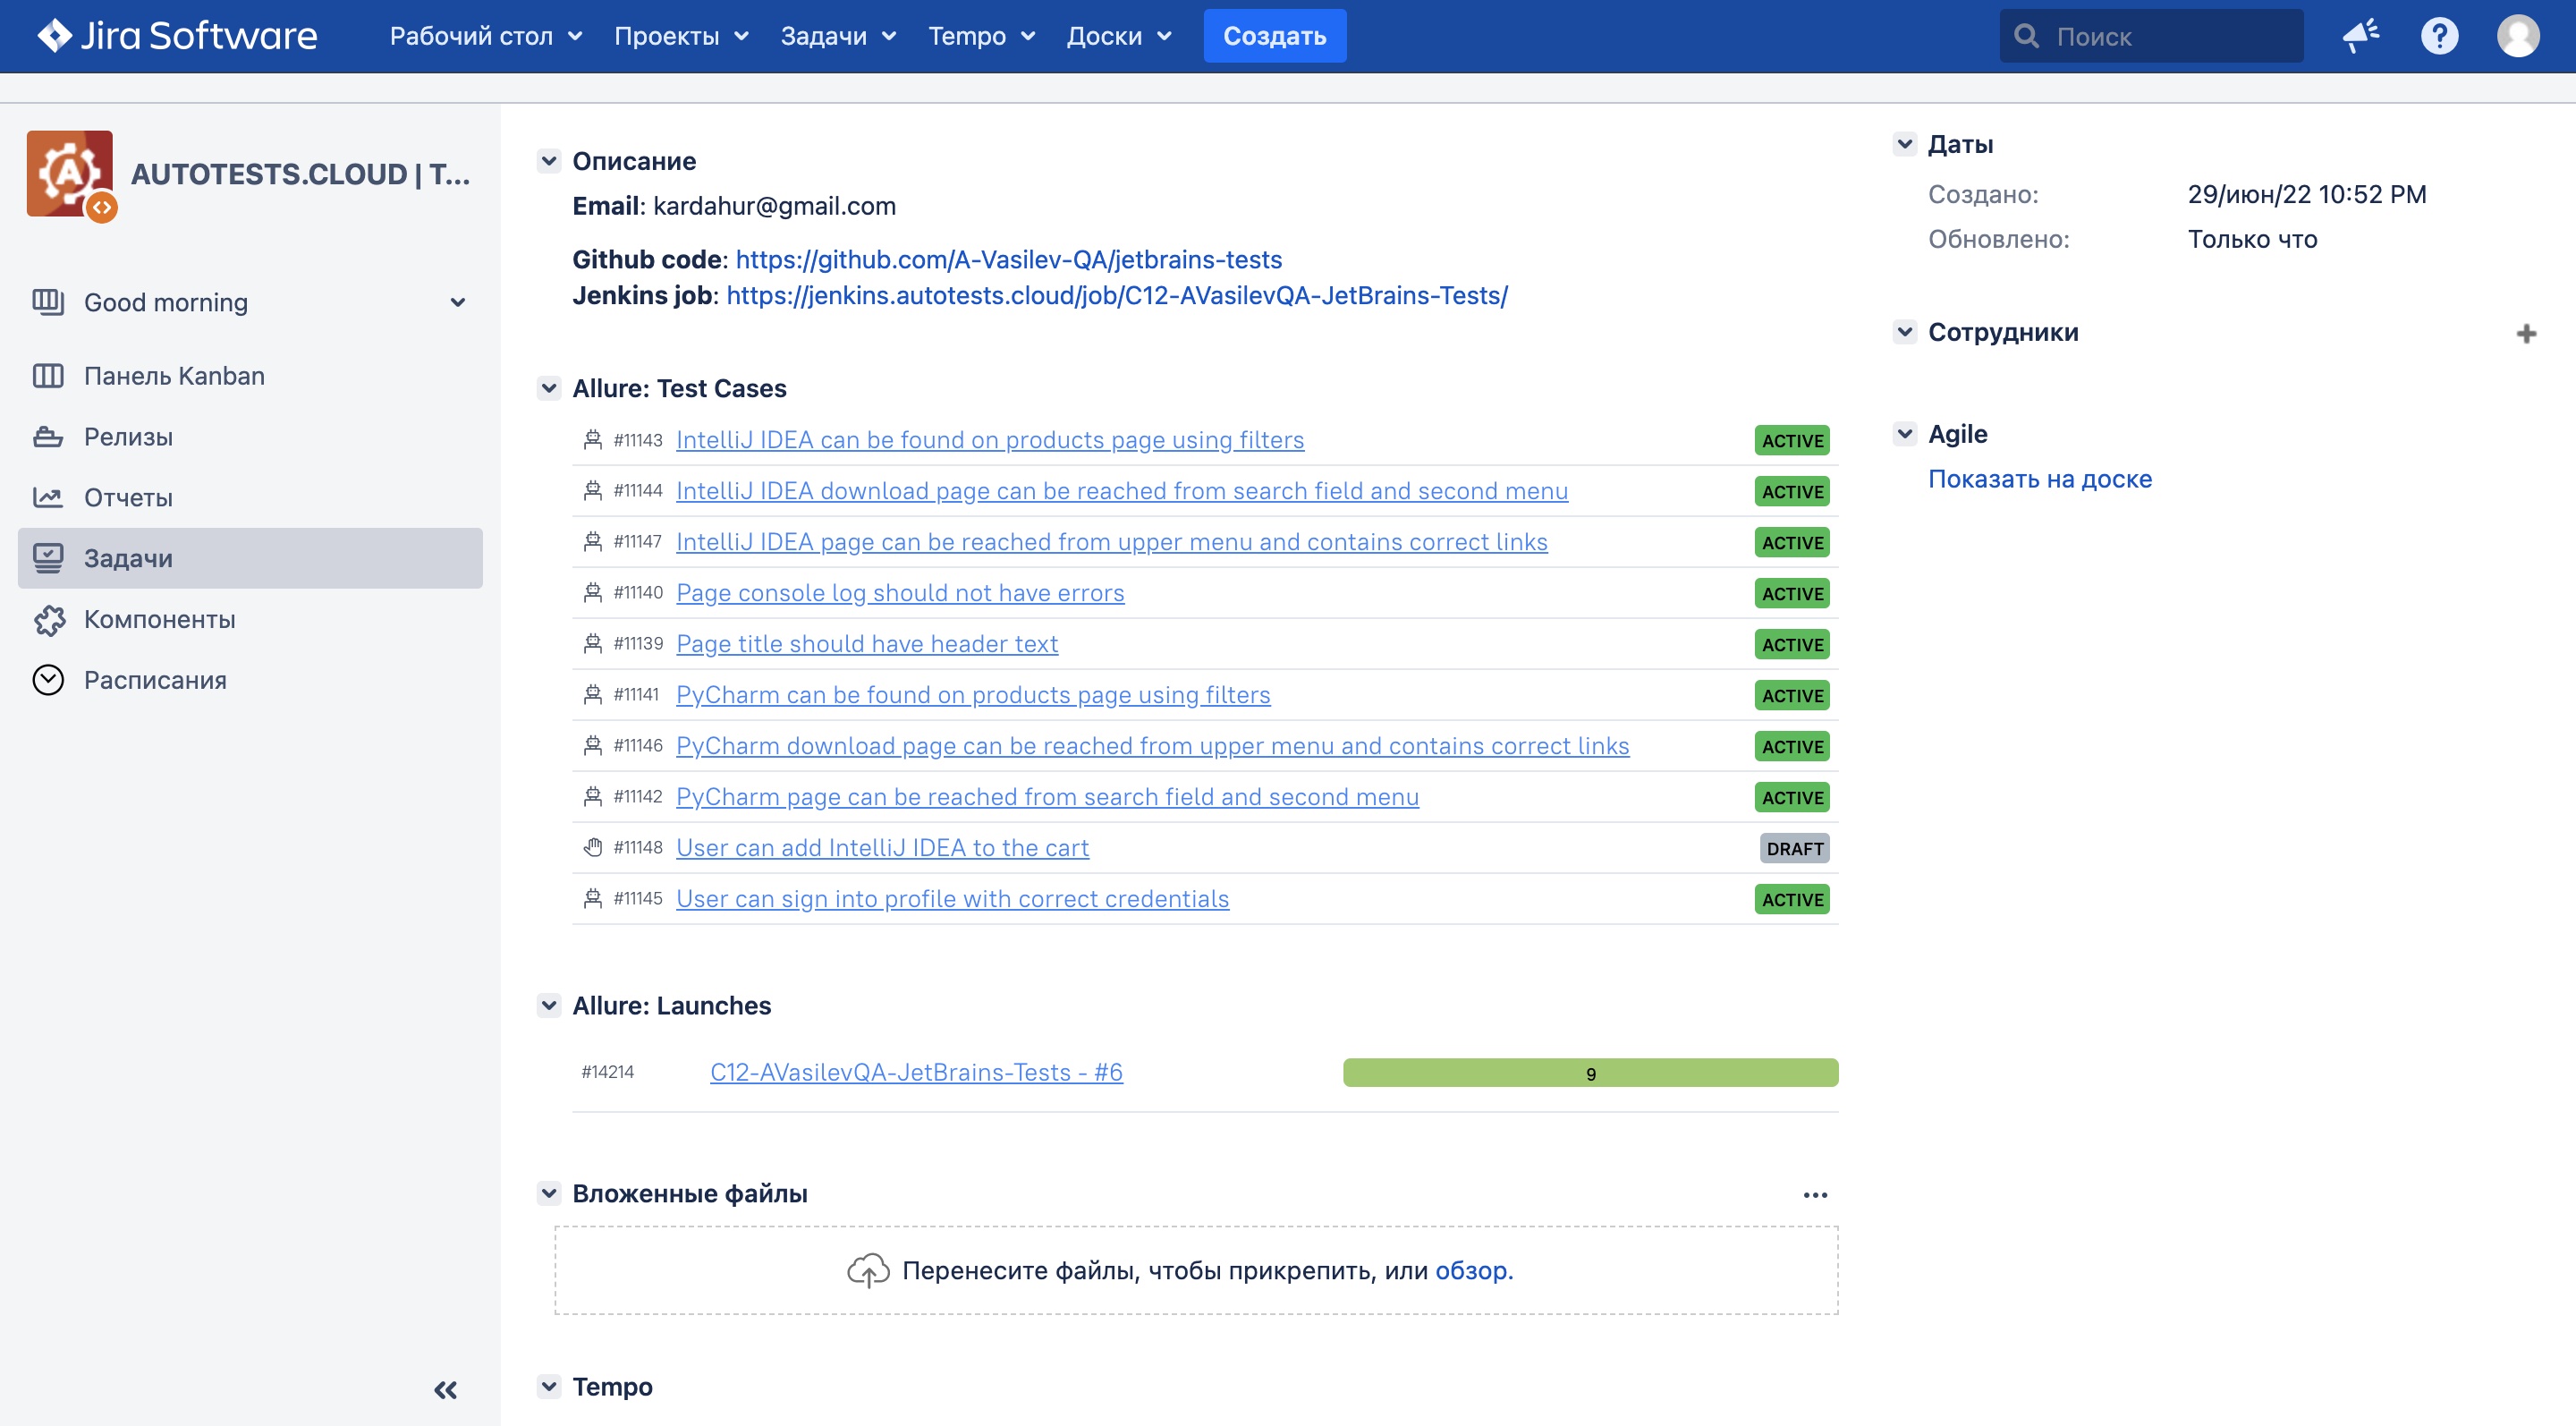 Jira Software
Рабочий стол
Проекты
Задачи
Tempo
Доски
Создать
Поиск
AUTOTESTS.CLOUD | T...
Good morning
Панель Kanban
Релизы
Отчеты
Задачи
Компоненты
Расписания
Описание
Email: kardahur@gmail.com
Github code: https://github.com/A-Vasilev-QA/jetbrains-tests
Jenkins job: https://jenkins.autotests.cloud/job/C12-AVasilevQA-JetBrains-Tests/
Allure: Test Cases
#11143 IntelliJ IDEA can be found on products page using filters ACTIVE
#11144 IntelliJ IDEA download page can be reached from search field and second menu ACTIVE
#11147 IntelliJ IDEA page can be reached from upper menu and contains correct links ACTIVE
#11140 Page console log should not have errors ACTIVE
#11139 Page title should have header text ACTIVE
#11141 PyCharm can be found on products page using filters ACTIVE
#11146 PyCharm download page can be reached from upper menu and contains correct links ACTIVE
#11142 PyCharm page can be reached from search field and second menu ACTIVE
#11148 User can add IntelliJ IDEA to the cart DRAFT
#11145 User can sign into profile with correct credentials ACTIVE
Allure: Launches
#14214 C12-AVasilevQA-JetBrains-Tests - #6 9
Вложенные файлы
Перенесите файлы, чтобы прикрепить, или обзор.
Tempo
Даты
Создано: 29/июн/22 10:52 PM
Обновлено: Только что
Сотрудники
Agile
Показать на доске